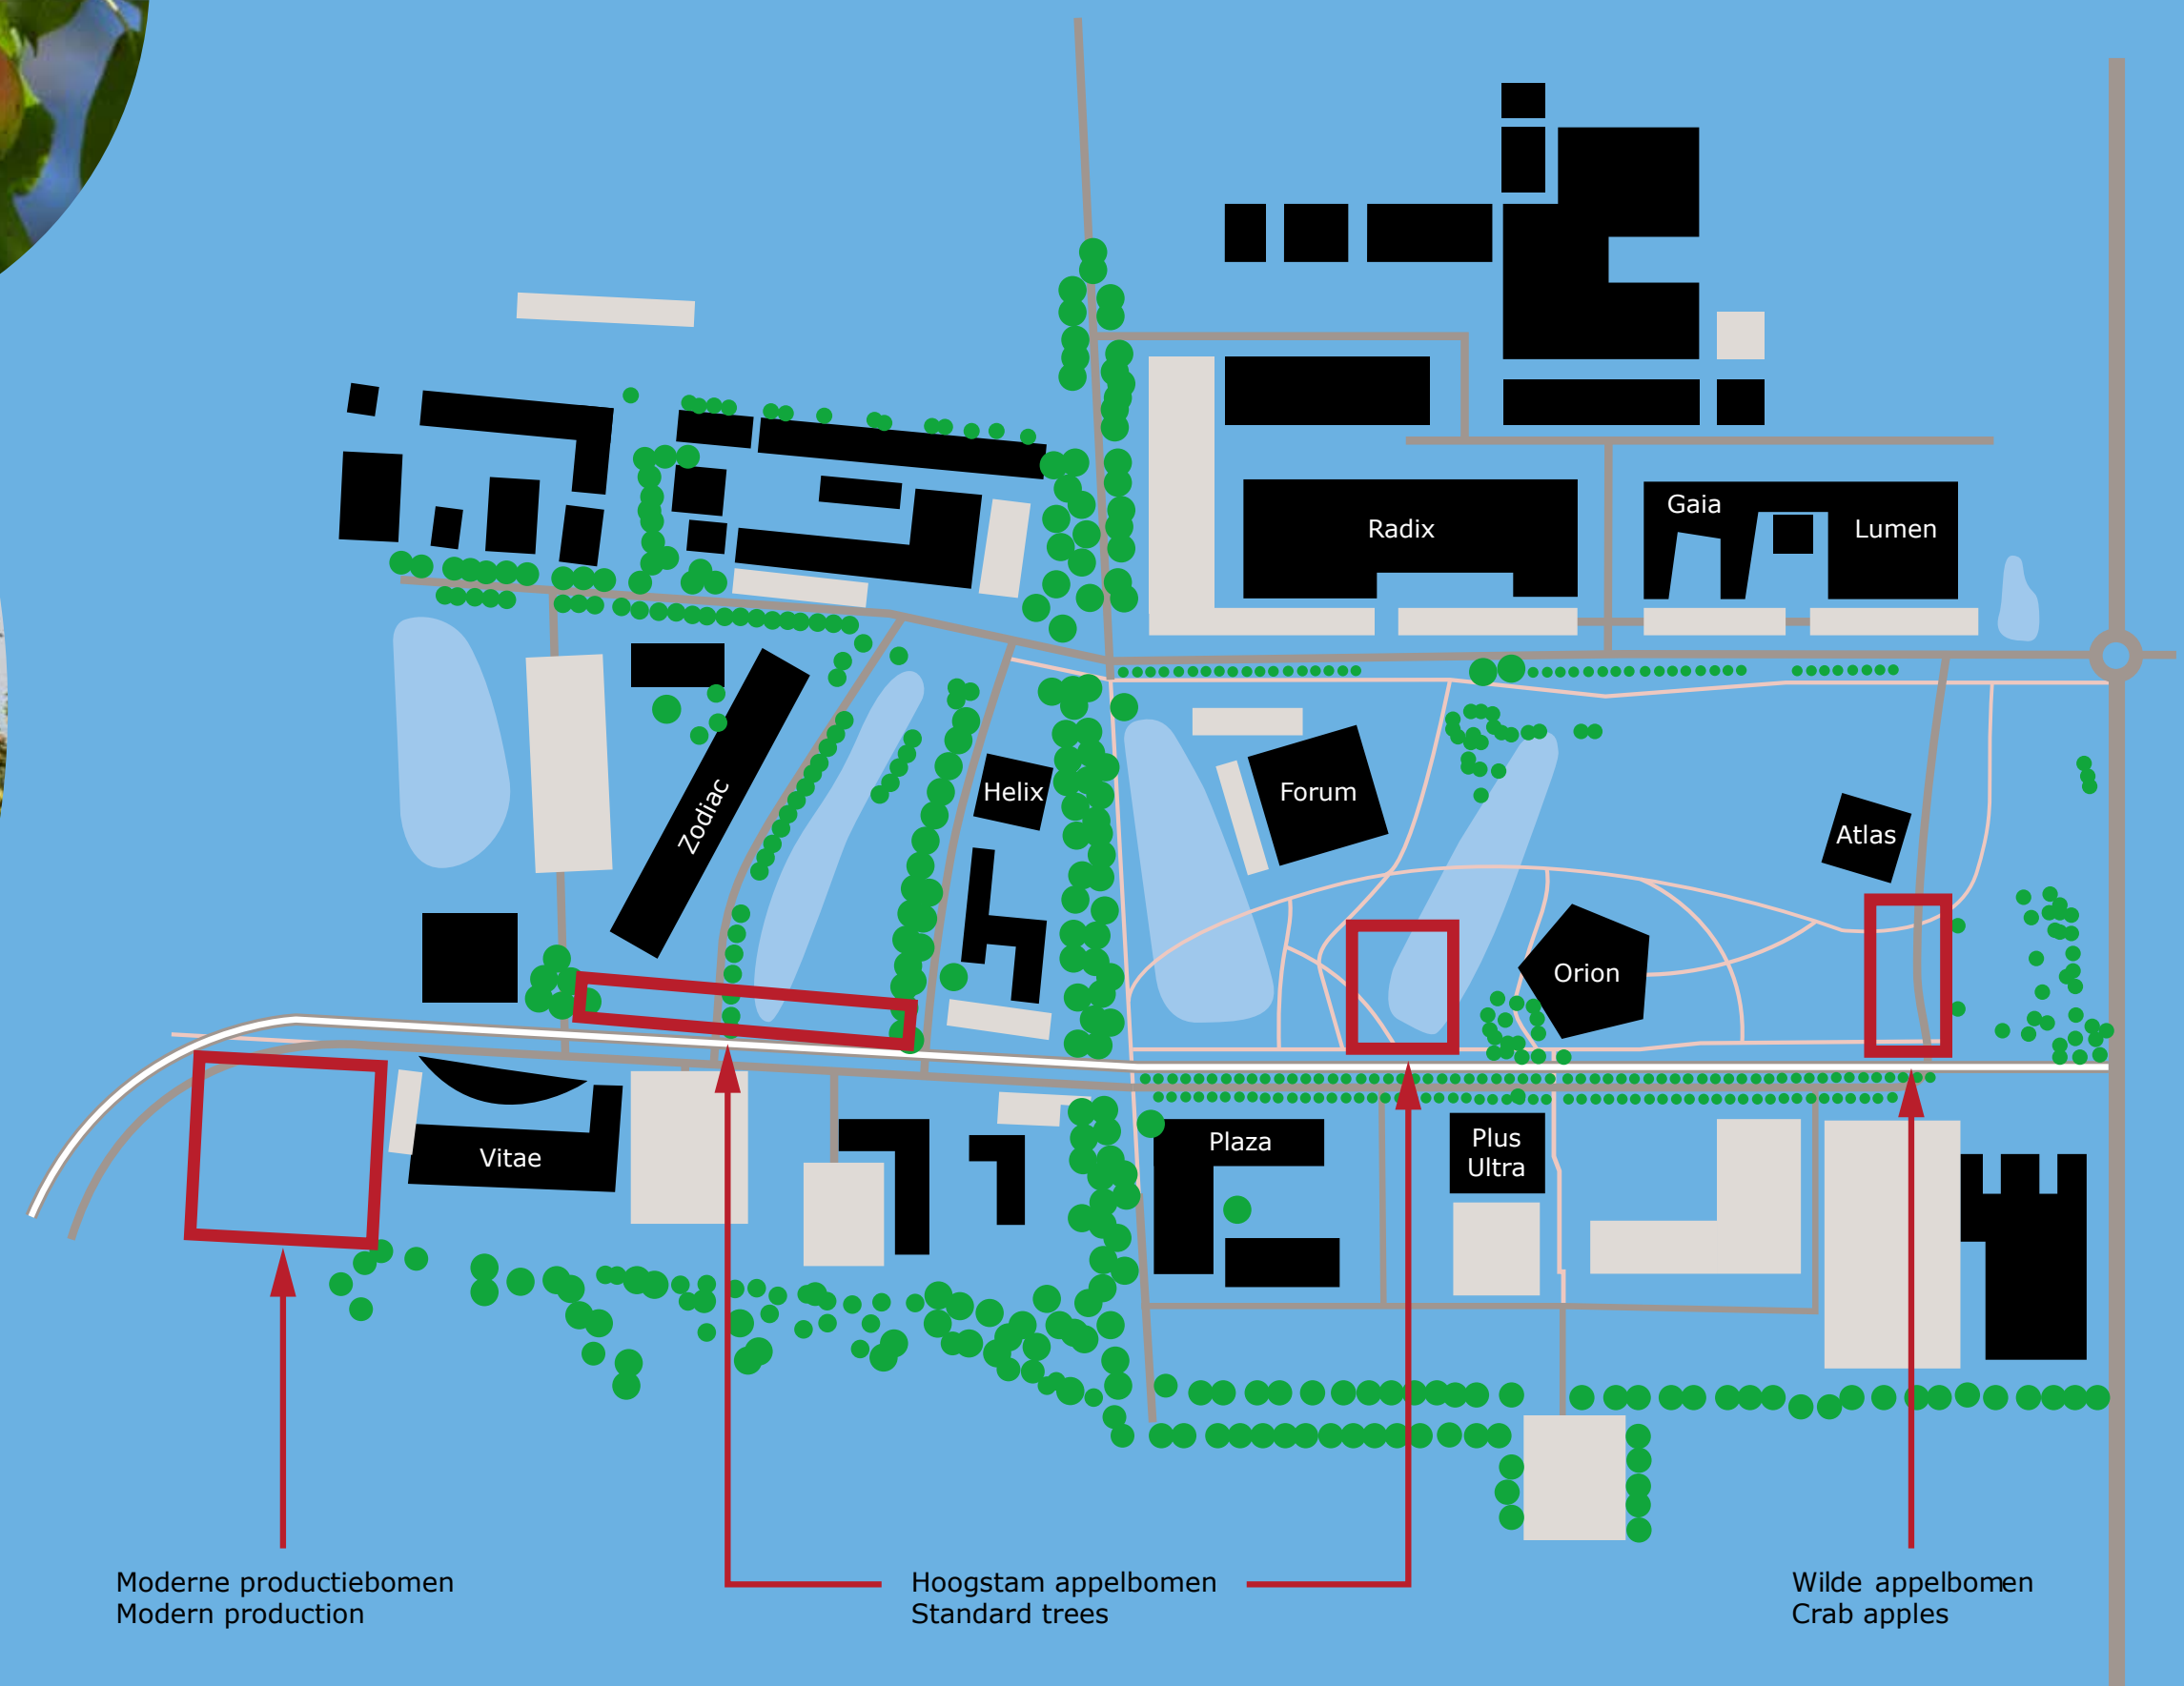 Radix
Gaia
Lumen
Zodiac
Helix
Forum
Atlas
Orion
Vitae
Plaza
Plus
Ultra
Moderne productiebomen
Modern production
Hoogstam appelbomen
Standard trees
Wilde appelbomen
Crab apples